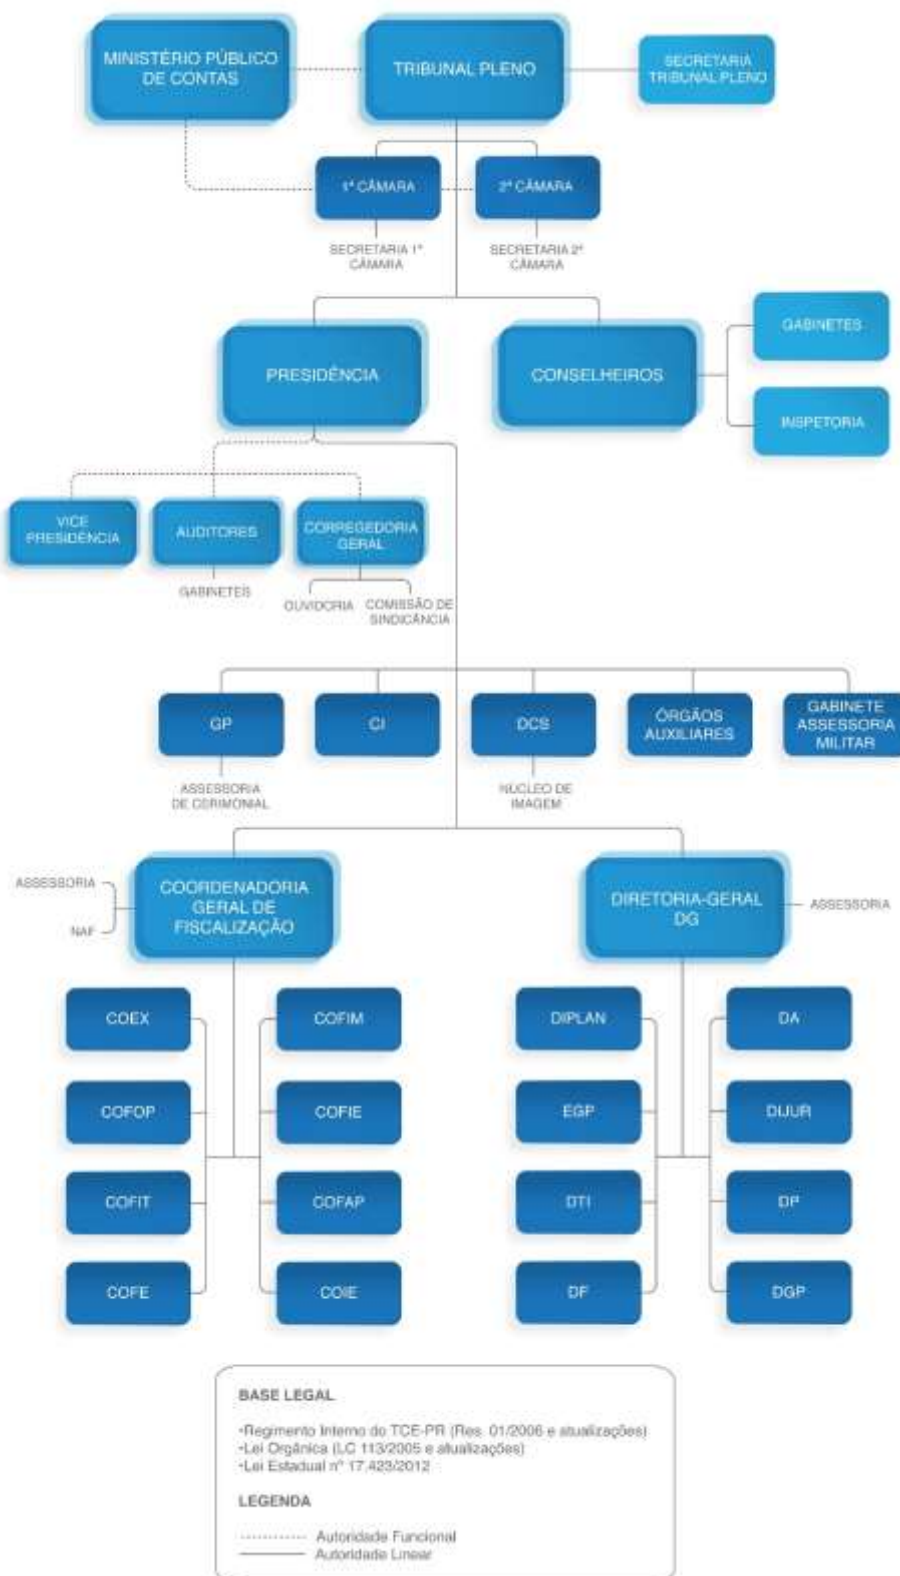 MINISTÉRIO PÚBLICO
DE CONTAS
TRIBUNAL PLENO
SECRETARIA
TRIBUNAL PLENO
1ª CÂMARA
2ª CÂMARA
SECRETARIA 1ª
CÂMARA
SECRETARIA 2ª
CÂMARA
PRESIDÊNCIA
CONSELHEIROS
GABINETES
INSPETORIA
VICE
PRESIDÊNCIA
AUDITORES
CORREGEDORIA
GERAL
GABINETES
OUVIDORIA
COMISSÃO DE
SINDICÂNCIA
GP
CI
DCS
ÓRGÃOS
AUXILIARES
GABINETE
ASSESSORIA
MILITAR
ASSESSORIA
DE CERIMONIAL
NÚCLEO DE
IMAGEM
ASSESSORIA
NAF
COORDENADORIA
GERAL DE
FISCALIZAÇÃO
DIRETORIA-GERAL
DG
ASSESSORIA
COEX
COFIM
DIPLAN
DA
COFOP
COFIE
EGP
DIJUR
COFIT
COFAP
DTI
DP
COFE
COIE
DF
DGP
BASE LEGAL
•Regimento Interno do TCE-PR (Res. 01/2006 e atualizações)
•Lei Orgânica (LC 113/2005 e atualizações)
•Lei Estadual nº 17.423/2012
LEGENDA
Autoridade Funcional
Autoridade Linear